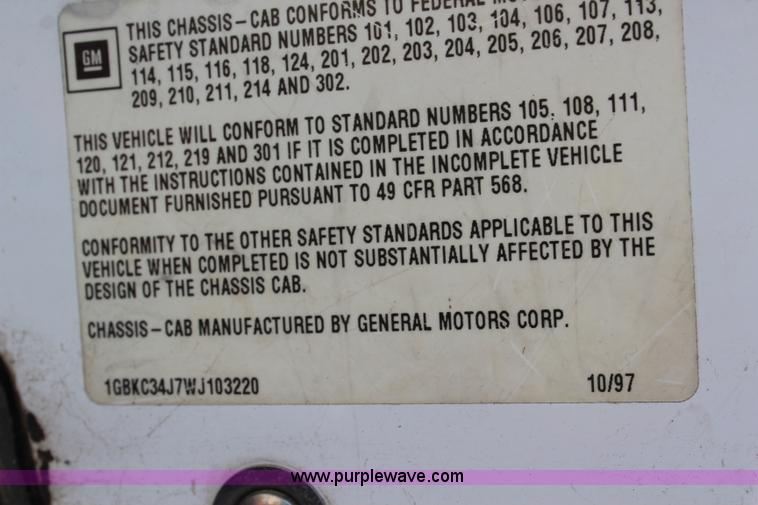 GM
THIS CHASSIS-CAB CONFORMS TO FEDERAL
SAFETY STANDARD NUMBERS 101, 102, 103, 104, 106, 107, 113,
114, 115, 116, 118, 124, 201, 202, 203, 204, 205, 206, 207, 208,
209, 210, 211, 214 AND 302.
THIS VEHICLE WILL CONFORM TO STANDARD NUMBERS 105, 108, 111,
120, 121, 212, 219 AND 301 IF IT IS COMPLETED IN ACCORDANCE
WITH THE INSTRUCTIONS CONTAINED IN THE INCOMPLETE VEHICLE
DOCUMENT FURNISHED PURSUANT TO 49 CFR PART 568.
CONFORMITY TO THE OTHER SAFETY STANDARDS APPLICABLE TO THIS
VEHICLE WHEN COMPLETED IS NOT SUBSTANTIALLY AFFECTED BY THE
DESIGN OF THE CHASSIS CAB.
CHASSIS-CAB MANUFACTURED BY GENERAL MOTORS CORP.
1GBKC34J7WJ103220 10/97
www.purplewave.com